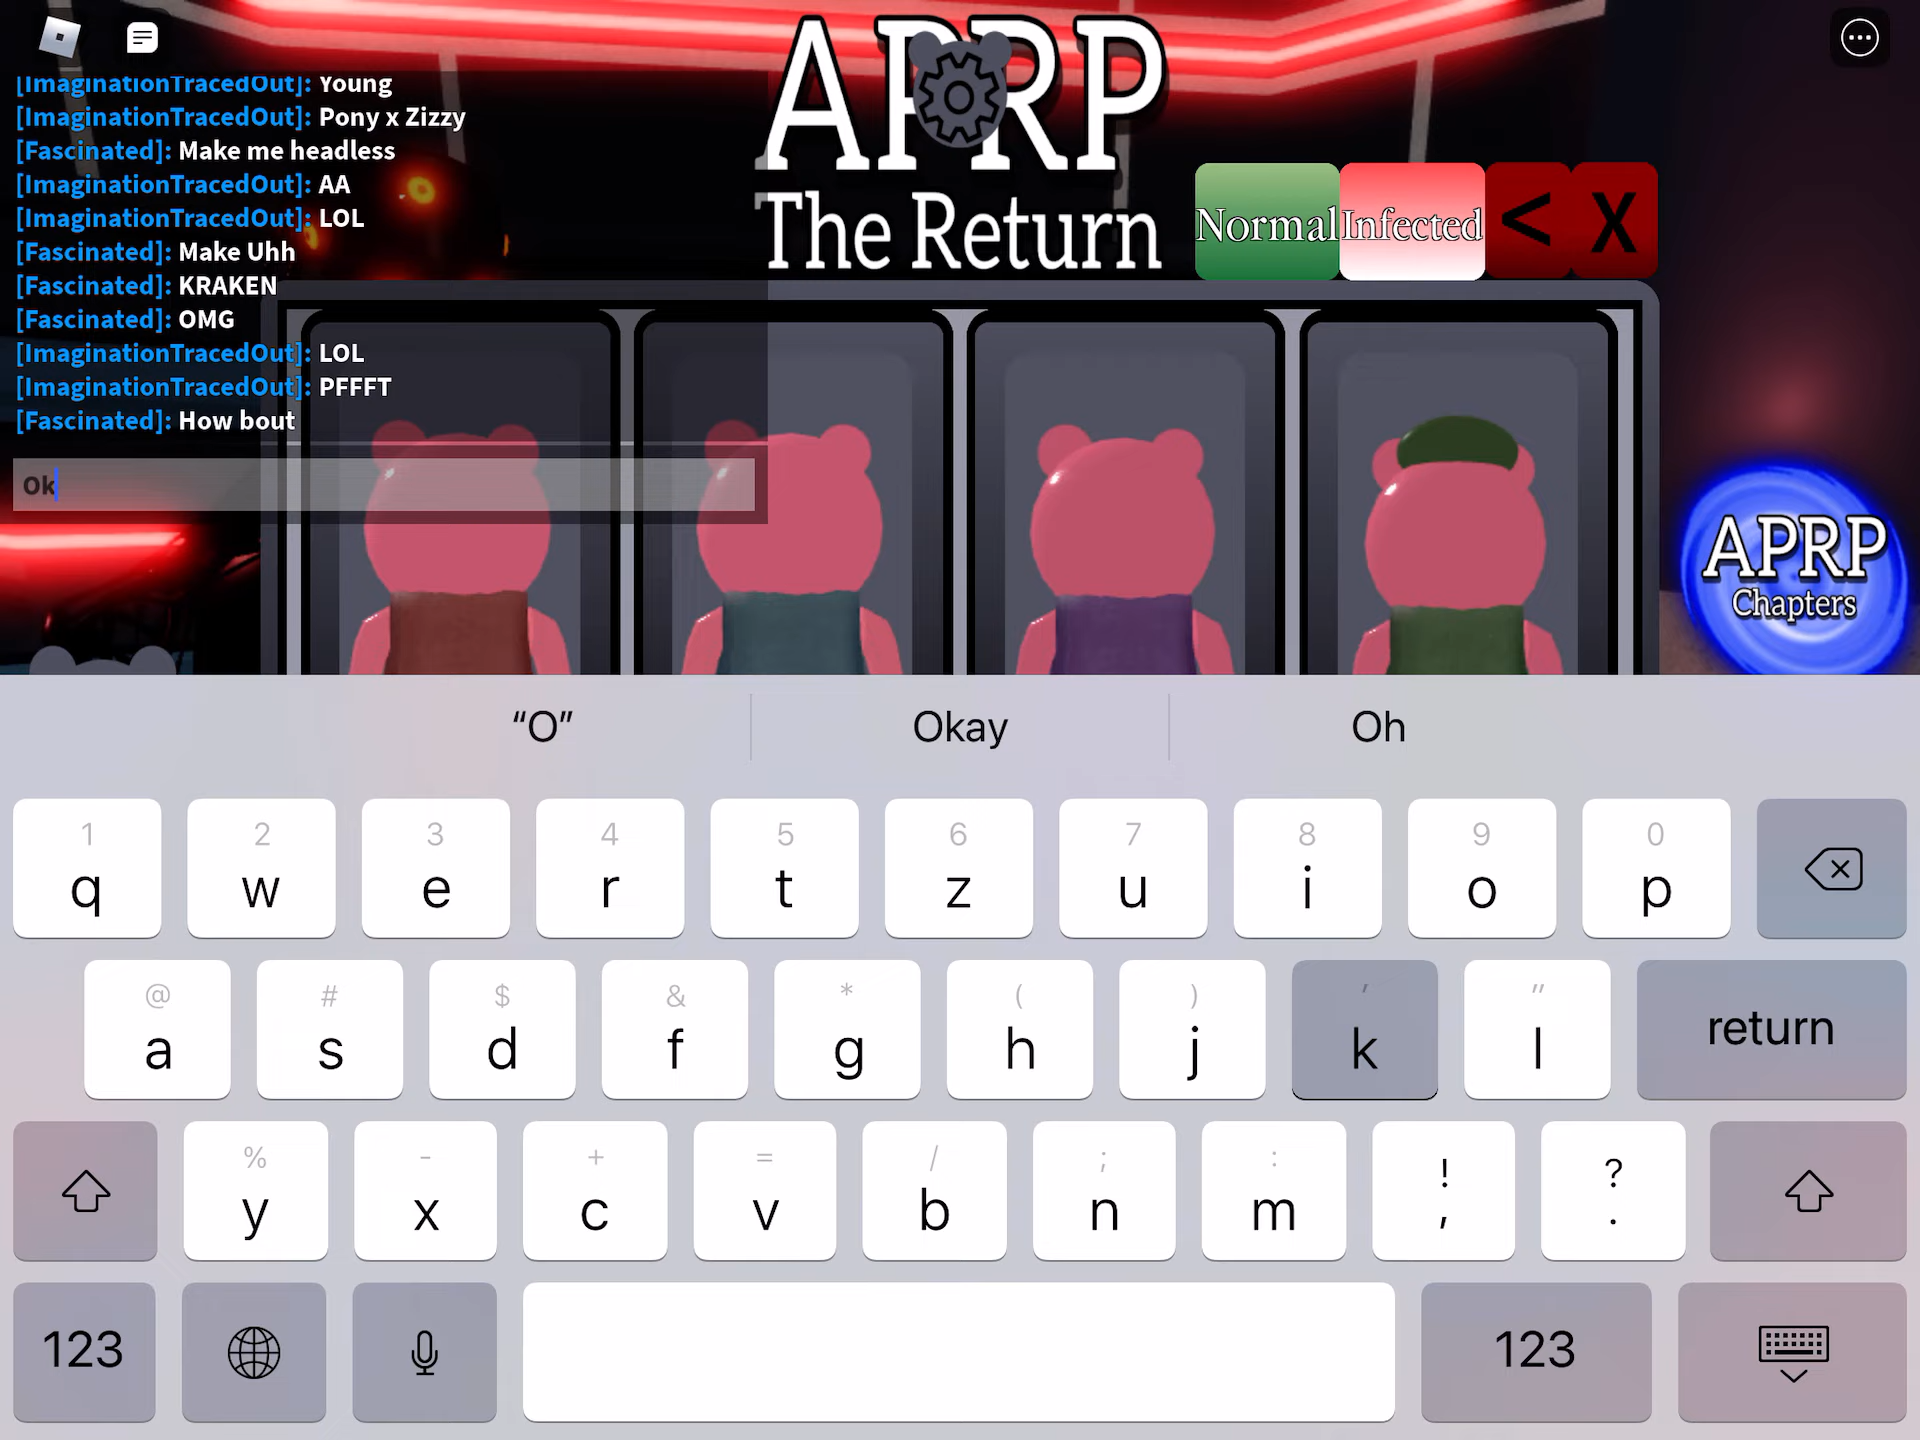 [ImaginationTracedOut]: Young
[ImaginationTracedOut]: Pony x Zizzy
[Fascinated]: Make me headless
[ImaginationTracedOut]: AA
[ImaginationTracedOut]: LOL
[Fascinated]: Make Uhh
[Fascinated]: KRAKEN
[Fascinated]: OMG
[ImaginationTracedOut]: LOL
[ImaginationTracedOut]: PFFFT
[Fascinated]: How bout
Ok
APRP
The Return
Normal Infected < X
APRP
Chapters
“O” Okay Oh
1 2 3 4 5 6 7 8 9 0
q w e r t z u i o p
@ # $ & * ( ) ' "
a s d f g h j k l return
% - + = / ; : ! ?
y x c v b n m , .
123 123